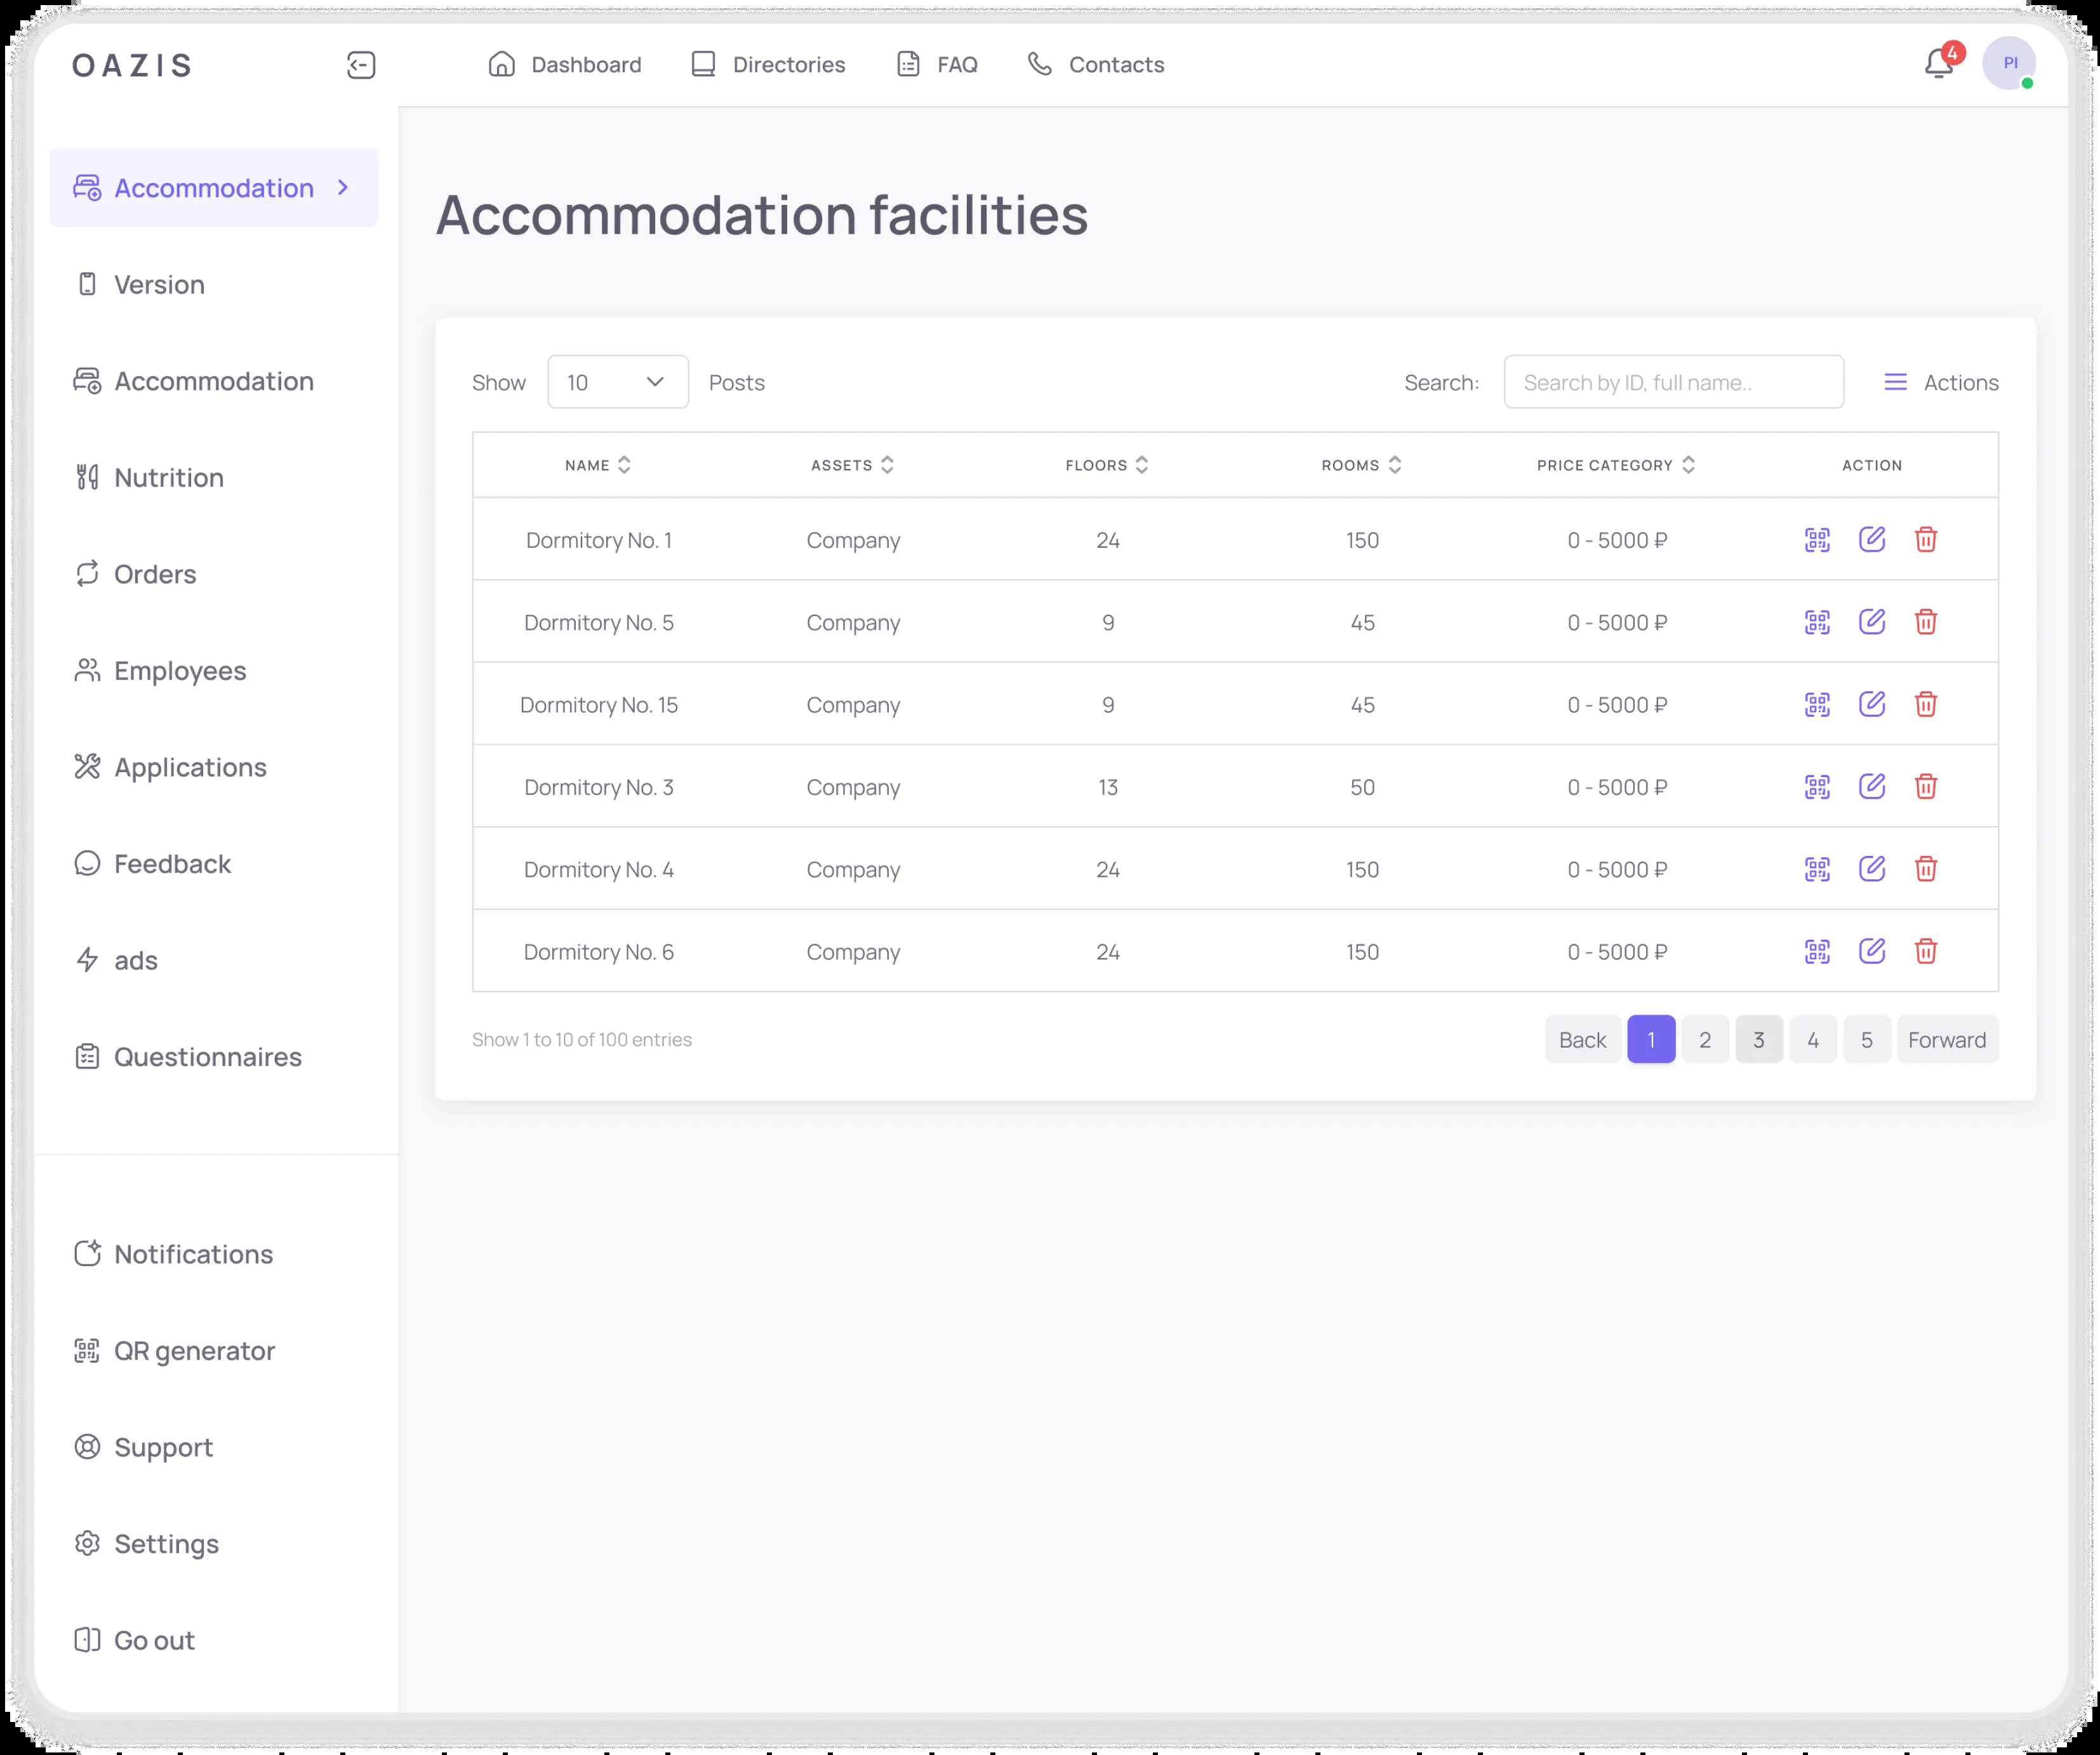 OAZIS
Dashboard Directories FAQ Contacts 4 PI
Accommodation
Version
Accommodation
Nutrition
Orders
Employees
Applications
Feedback
ads
Questionnaires
Notifications
QR generator
Support
Settings
Go out
Accommodation facilities
Show 10 Posts Search: Search by ID, full name.. Actions
NAME ASSETS FLOORS ROOMS PRICE CATEGORY ACTION
Dormitory No. 1 Company 24 150 0 - 5000 ₽
Dormitory No. 5 Company 9 45 0 - 5000 ₽
Dormitory No. 15 Company 9 45 0 - 5000 ₽
Dormitory No. 3 Company 13 50 0 - 5000 ₽
Dormitory No. 4 Company 24 150 0 - 5000 ₽
Dormitory No. 6 Company 24 150 0 - 5000 ₽
Show 1 to 10 of 100 entries Back 1 2 3 4 5 Forward